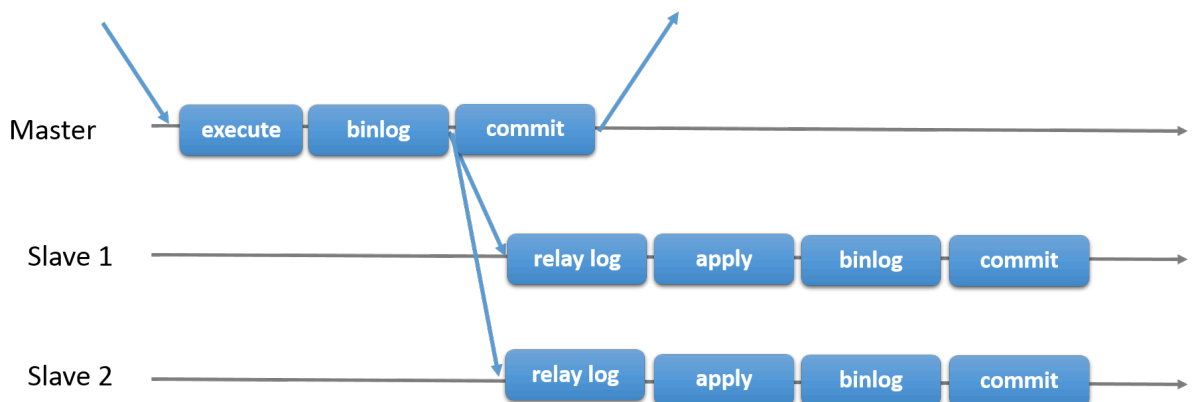 Master execute binlog commit
Slave 1 relay log apply binlog commit
Slave 2 relay log apply binlog commit